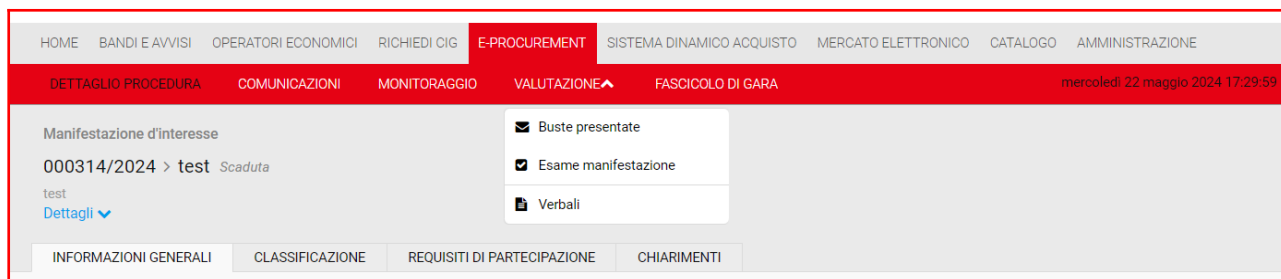 HOME BANDI E AVVISI OPERATORI ECONOMICI RICHIEDI CIG E-PROCUREMENT SISTEMA DINAMICO ACQUISTO MERCATO ELETTRONICO CATALOGO AMMINISTRAZIONE
DETTAGLIO PROCEDURA COMUNICAZIONI MONITORAGGIO VALUTAZIONE FASCICOLO DI GARA mercoledì 22 maggio 2024 17:29:59
Manifestazione d'interesse
000314/2024 > test Scaduta
test
Dettagli
Buste presentate
Esame manifestazione
Verbali
INFORMAZIONI GENERALI CLASSIFICAZIONE REQUISITI DI PARTECIPAZIONE CHIARIMENTI